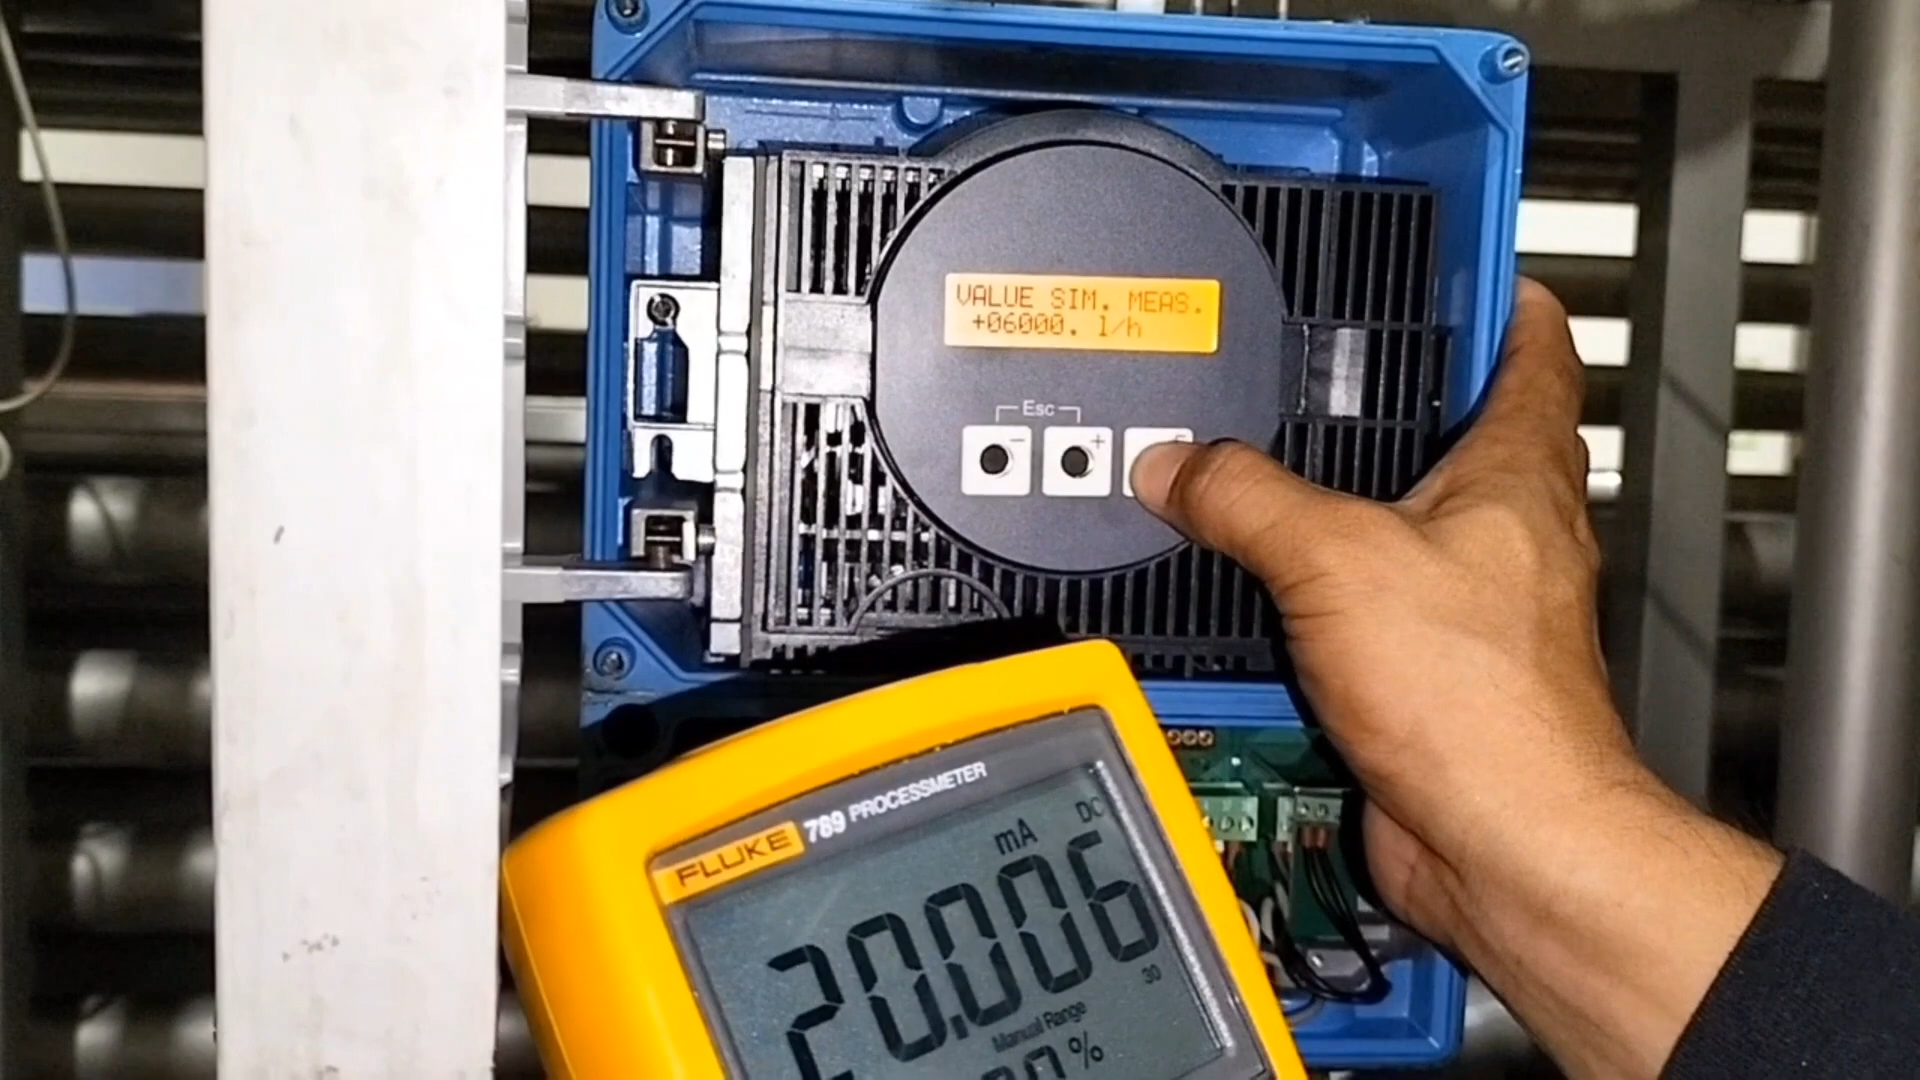 VALUE SIM. MEAS.
+06000. l/h
Esc
- +
FLUKE 789 PROCESSMETER
mA DC
20.006
30
Manual Range
%